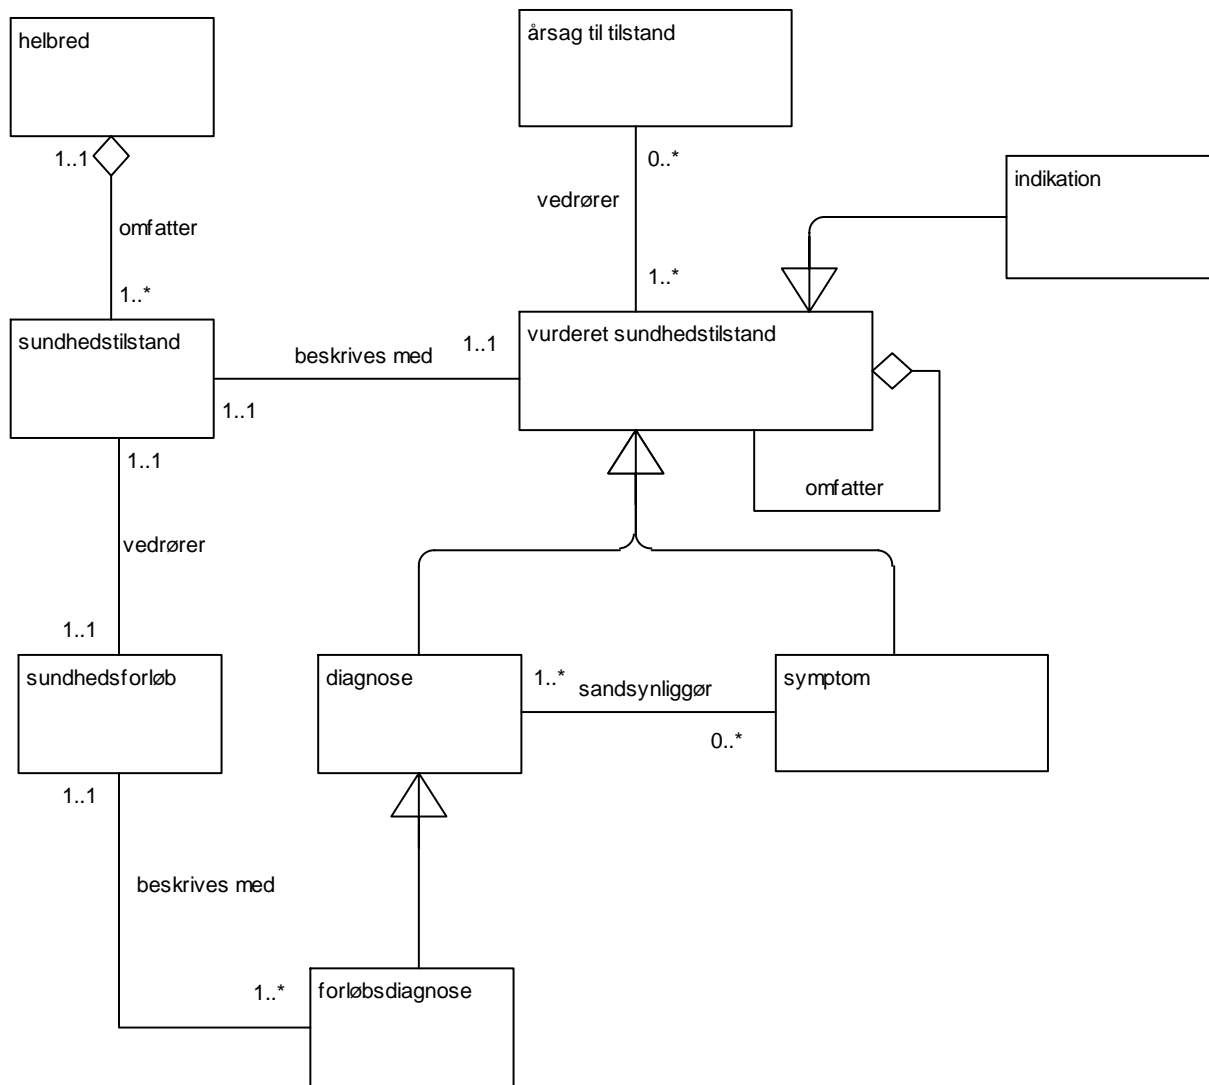 helbred
årsag til tilstand
1..1
0..*
indikation
vedrører
omfatter
1..*
1..*
sundhedstilstand
beskrives med
1..1
vurderet sundhedstilstand
1..1
1..1
omfatter
vedrører
1..1
sundhedsforløb
diagnose
1..*
sandsynliggør
symptom
0..*
1..1
beskrives med
1..*
forløbsdiagnose